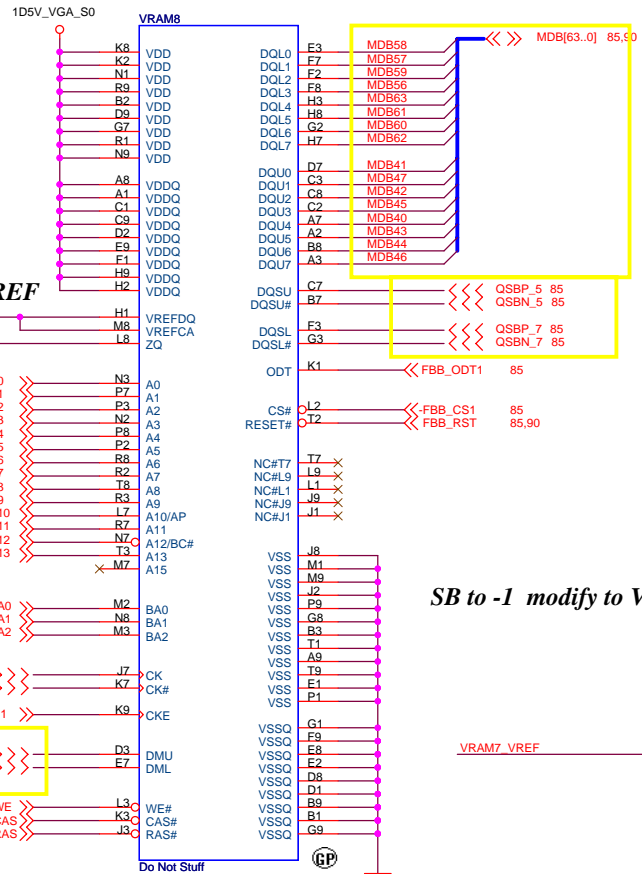 1D5V_VGA_S0
VRAM8
K8 VDD DQL0 E3 MDB58 MDB[63..0] 85,90
K2 VDD DQL1 F7 MDB57
N1 VDD DQL2 F2 MDB59
R9 VDD DQL3 F8 MDB56
B2 VDD DQL4 H3 MDB63
D9 VDD DQL5 H8 MDB61
G7 VDD DQL6 G2 MDB60
R1 VDD DQL7 H7 MDB62
N9 VDD
DQU0 D7 MDB41
A8 VDDQ DQU1 C3 MDB47
A1 VDDQ DQU2 C8 MDB42
C1 VDDQ DQU3 C2 MDB45
C9 VDDQ DQU4 A7 MDB40
D2 VDDQ DQU5 A2 MDB43
E9 VDDQ DQU6 B8 MDB44
F1 VDDQ DQU7 A3 MDB46
H9 VDDQ
H2 VDDQ DQSU C7 QSBP_5 85
REF DQSU# B7 QSBN_5 85
H1 VREFDQ
M8 VREFCA DQSL F3 QSBP_7 85
L8 ZQ DQSL# G3 QSBN_7 85
ODT K1 FBB_ODT1 85
N3 A0
P7 A1
P3 A2 CS# L2 -FBB_CS1 85
N2 A3 RESET# T2 FBB_RST 85,90
P8 A4
P2 A5
R8 A6 NC#T7 T7
R2 A7 NC#L9 L9
T8 A8 NC#L1 L1
R3 A9 NC#J9 J9
L7 A10/AP NC#J1 J1
R7 A11
N7 A12/BC#
T3 A13 VSS J8
M7 A15 VSS M1
VSS M9
VSS J2
M2 BA0 VSS P9
N8 BA1 VSS G8
M3 BA2 VSS B3
VSS T1
VSS A9
J7 CK VSS T9
K7 CK# VSS E1
VSS P1
K9 CKE
VSSQ G1
VSSQ F9
D3 DMU VSSQ E8
E7 DML VSSQ E2
VSSQ D8
VSSQ D1
WE L3 WE# VSSQ B9
CAS K3 CAS# VSSQ B1
RAS J3 RAS# VSSQ G9
Do Not Stuff
GP
SB to -1 modify to V
VRAM7_VREF